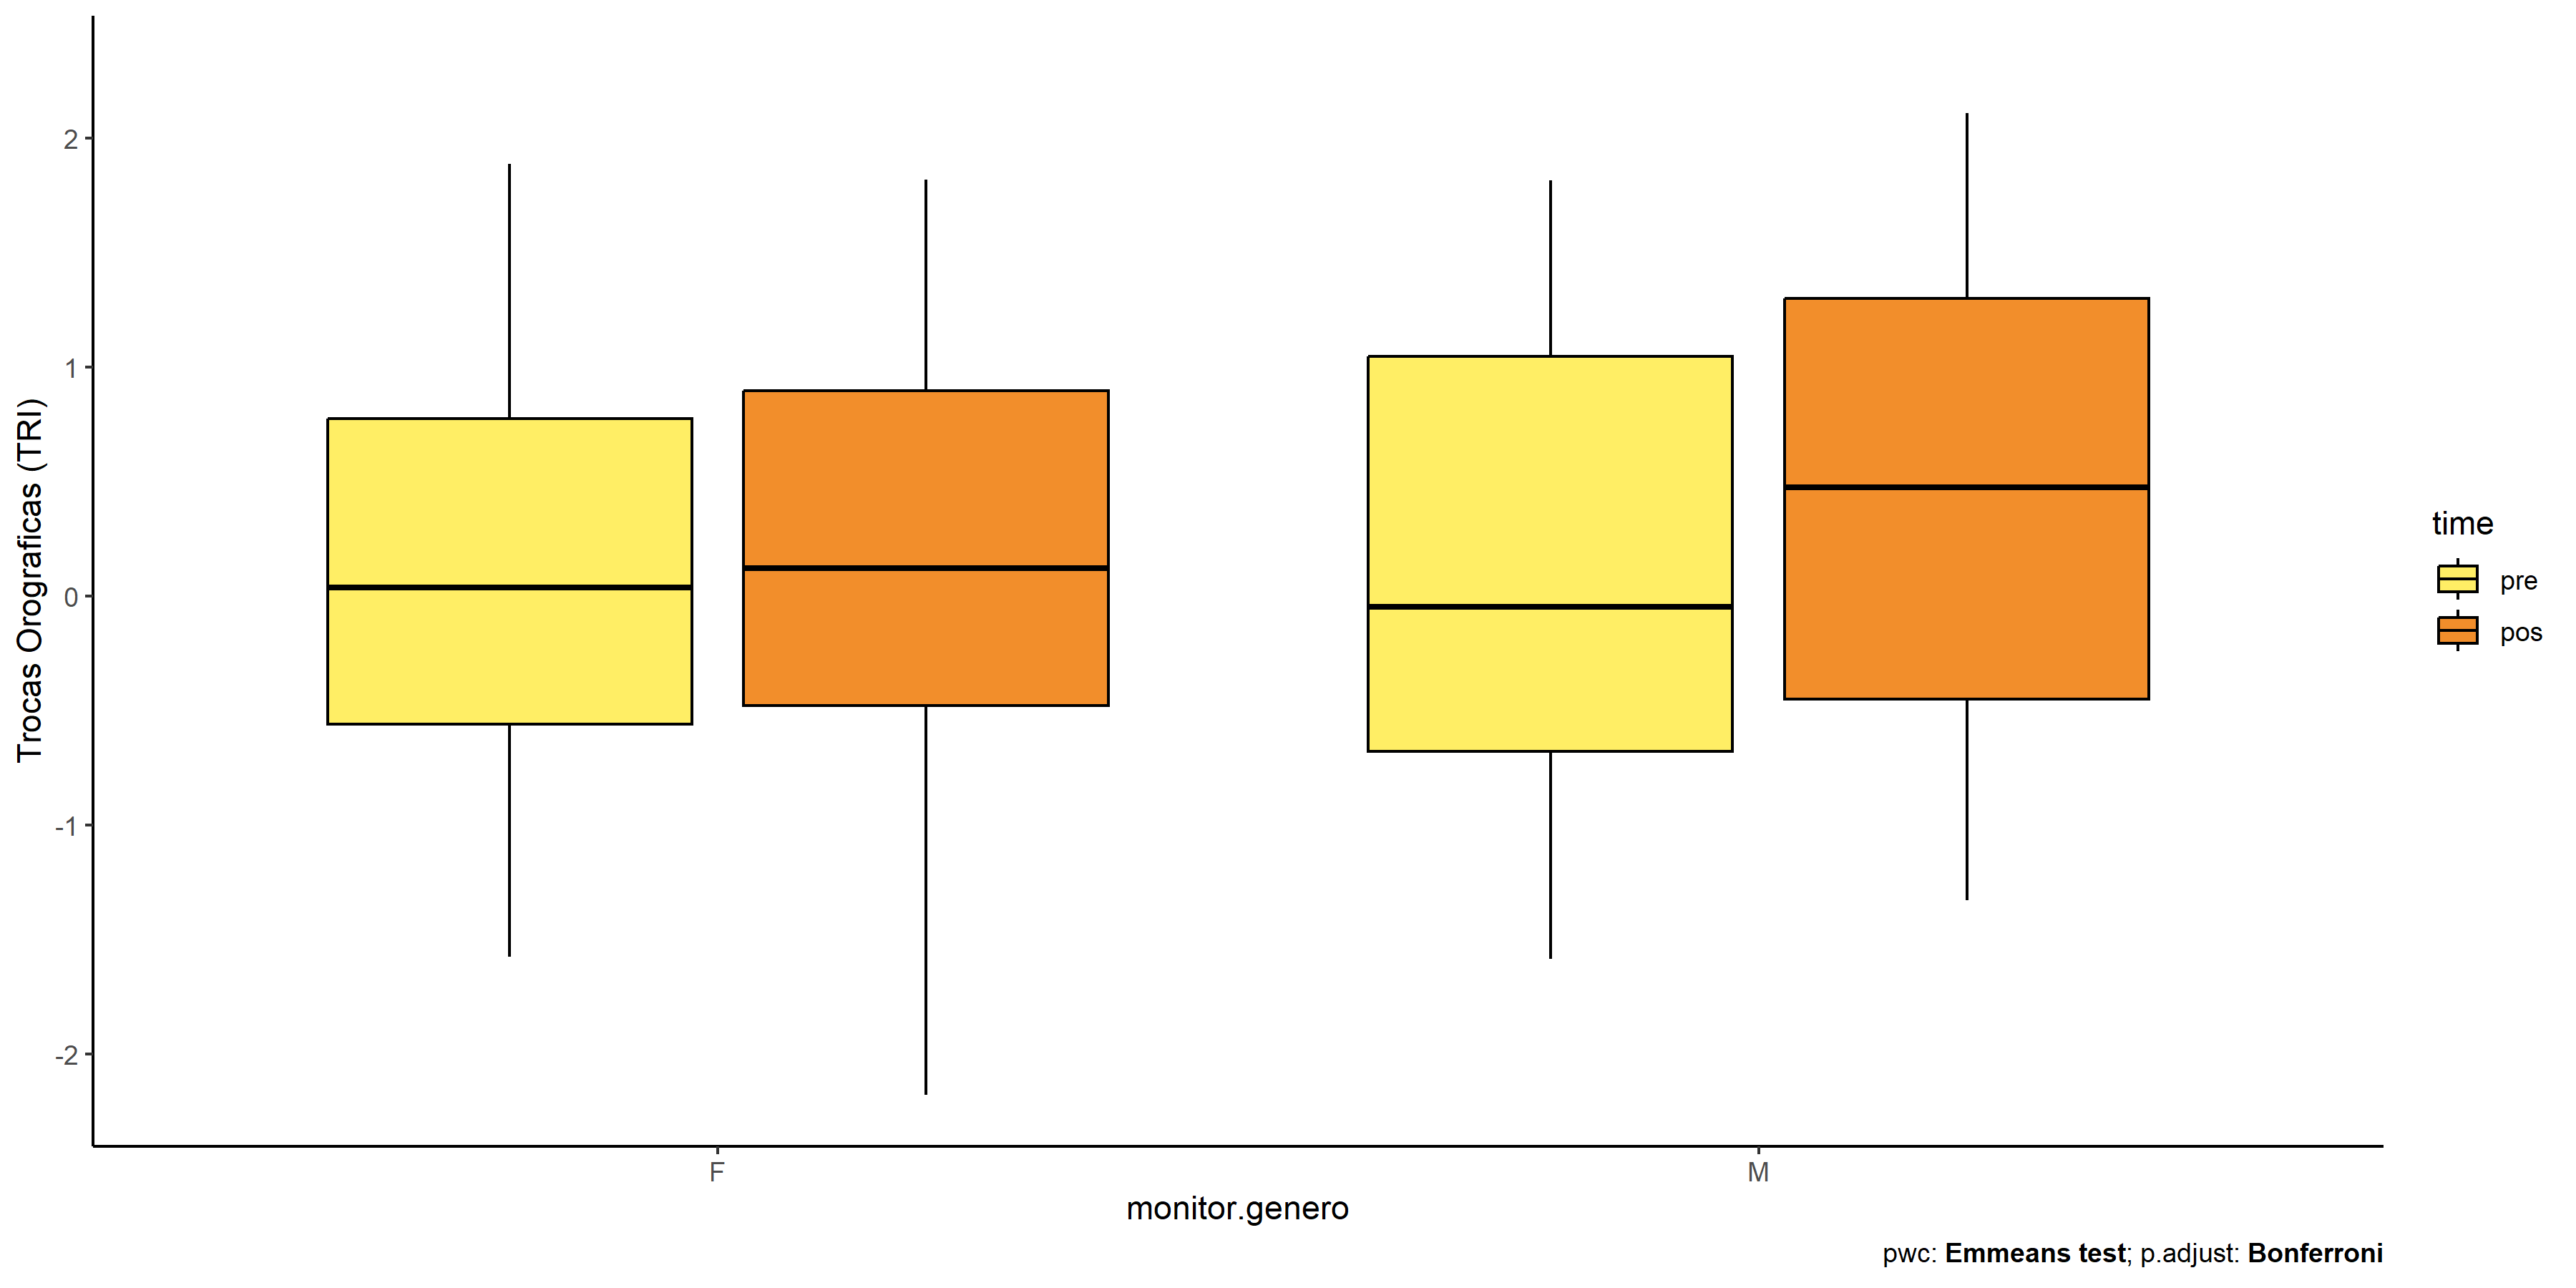 Trocas Orograficas (TRI)
2
1
0
-1
-2
F
M
monitor.genero
time
pre
pos
pwc: Emmeans test; p.adjust: Bonferroni